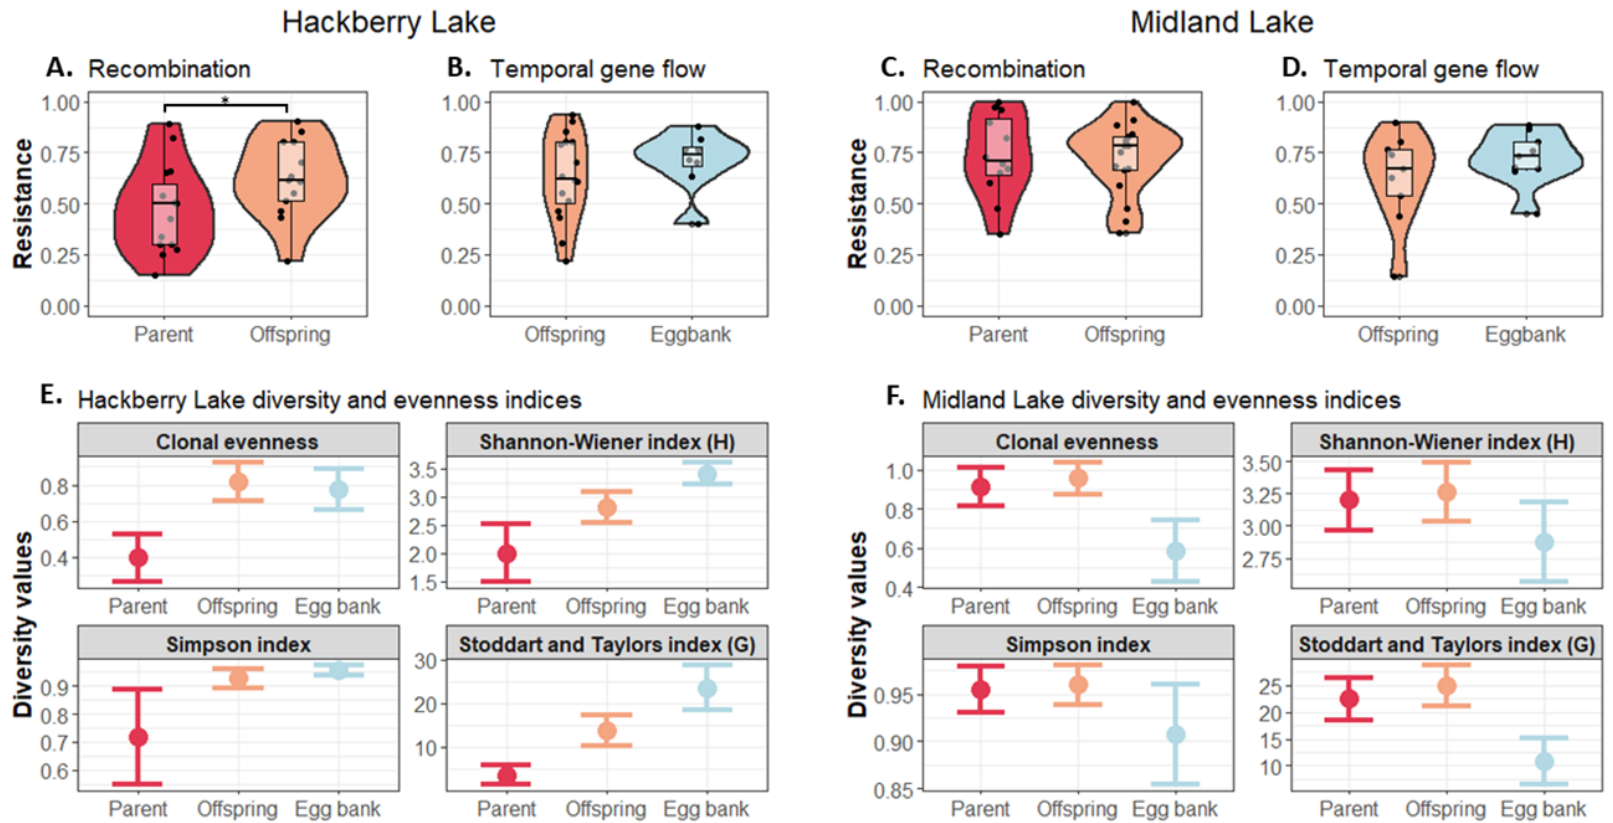 Hackberry Lake
Midland Lake
A. Recombination
B. Temporal gene flow
C. Recombination
D. Temporal gene flow
Resistance
1.00
0.75
0.50
0.25
0.00
*
Parent Offspring
1.00
0.75
0.50
0.25
0.00
Offspring Eggbank
Resistance
1.00
0.75
0.50
0.25
0.00
Parent Offspring
1.00
0.75
0.50
0.25
0.00
Offspring Eggbank
E. Hackberry Lake diversity and evenness indices
Diversity values
Clonal evenness
0.8
0.6
0.4
Parent Offspring Egg bank
Shannon-Wiener index (H)
3.5
3.0
2.5
2.0
1.5
Parent Offspring Egg bank
Simpson index
0.9
0.8
0.7
0.6
Parent Offspring Egg bank
Stoddart and Taylors index (G)
30
20
10
Parent Offspring Egg bank
F. Midland Lake diversity and evenness indices
Diversity values
Clonal evenness
1.0
0.8
0.6
0.4
Parent Offspring Egg bank
Shannon-Wiener index (H)
3.50
3.25
3.00
2.75
Parent Offspring Egg bank
Simpson index
0.95
0.90
0.85
Parent Offspring Egg bank
Stoddart and Taylors index (G)
25
20
15
10
Parent Offspring Egg bank